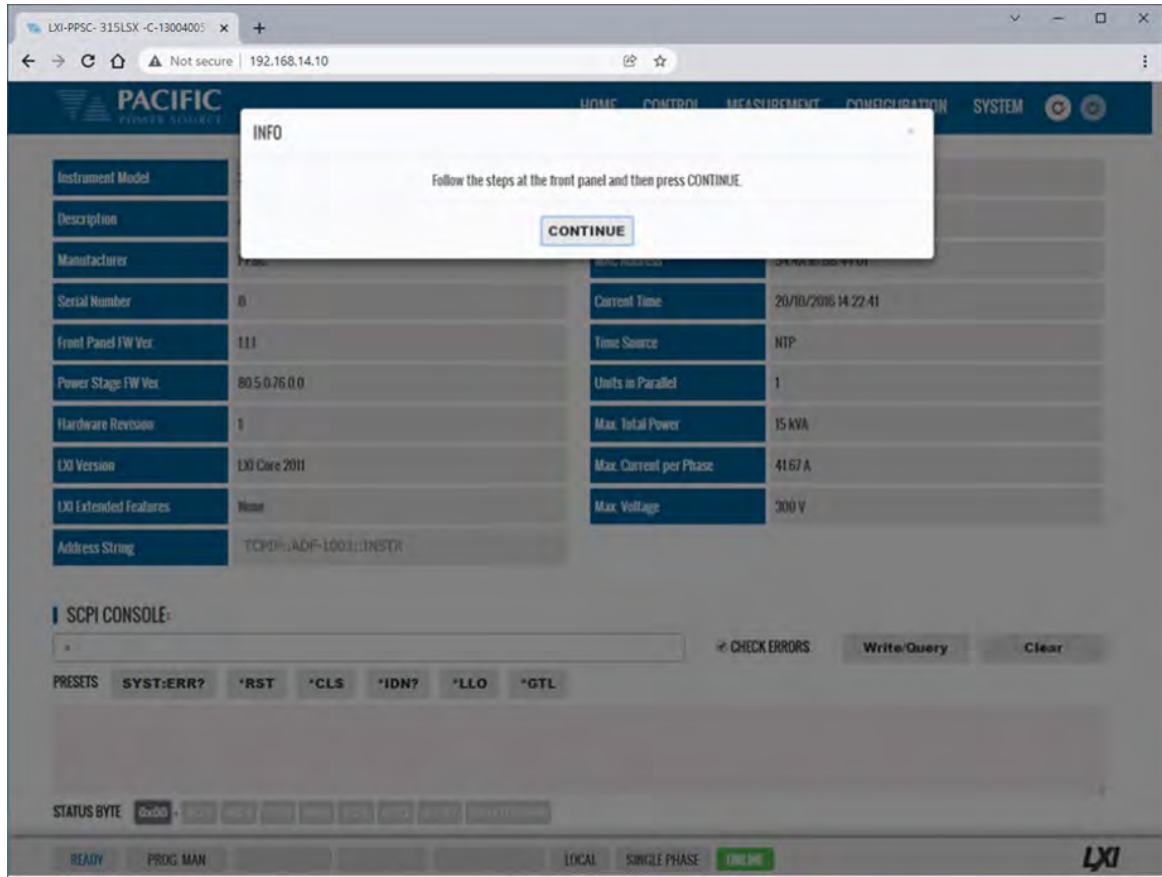 LXI-PPSC- 315LSX -C-13004005
Not secure 192.168.14.10
PACIFIC
POWER SOURCE
HOME CONTROL MEASUREMENT CONFIGURATION SYSTEM
INFO
Follow the steps at the front panel and then press CONTINUE.
CONTINUE
Instrument Model
Description
Manufacturer
Serial Number 0 Current Time 20/10/2016 14:22:41
Front Panel FW Ver. 1.1.1 Time Source NTP
Power Stage FW Ver. 80.5.0.76.0.0 Units in Parallel 1
Hardware Revision 1 Max. Total Power 15 kVA
LXI Version LXI Core 2011 Max. Current per Phase 41.67 A
LXI Extended Features None Max. Voltage 300 V
Address String
SCPI CONSOLE:
CHECK ERRORS Write/Query Clear
PRESETS SYST:ERR? *RST *CLS *IDN? *LLO *GTL
STATUS BYTE 0x00
READY PROG. MAN LOCAL SINGLE PHASE ONLINE LXI